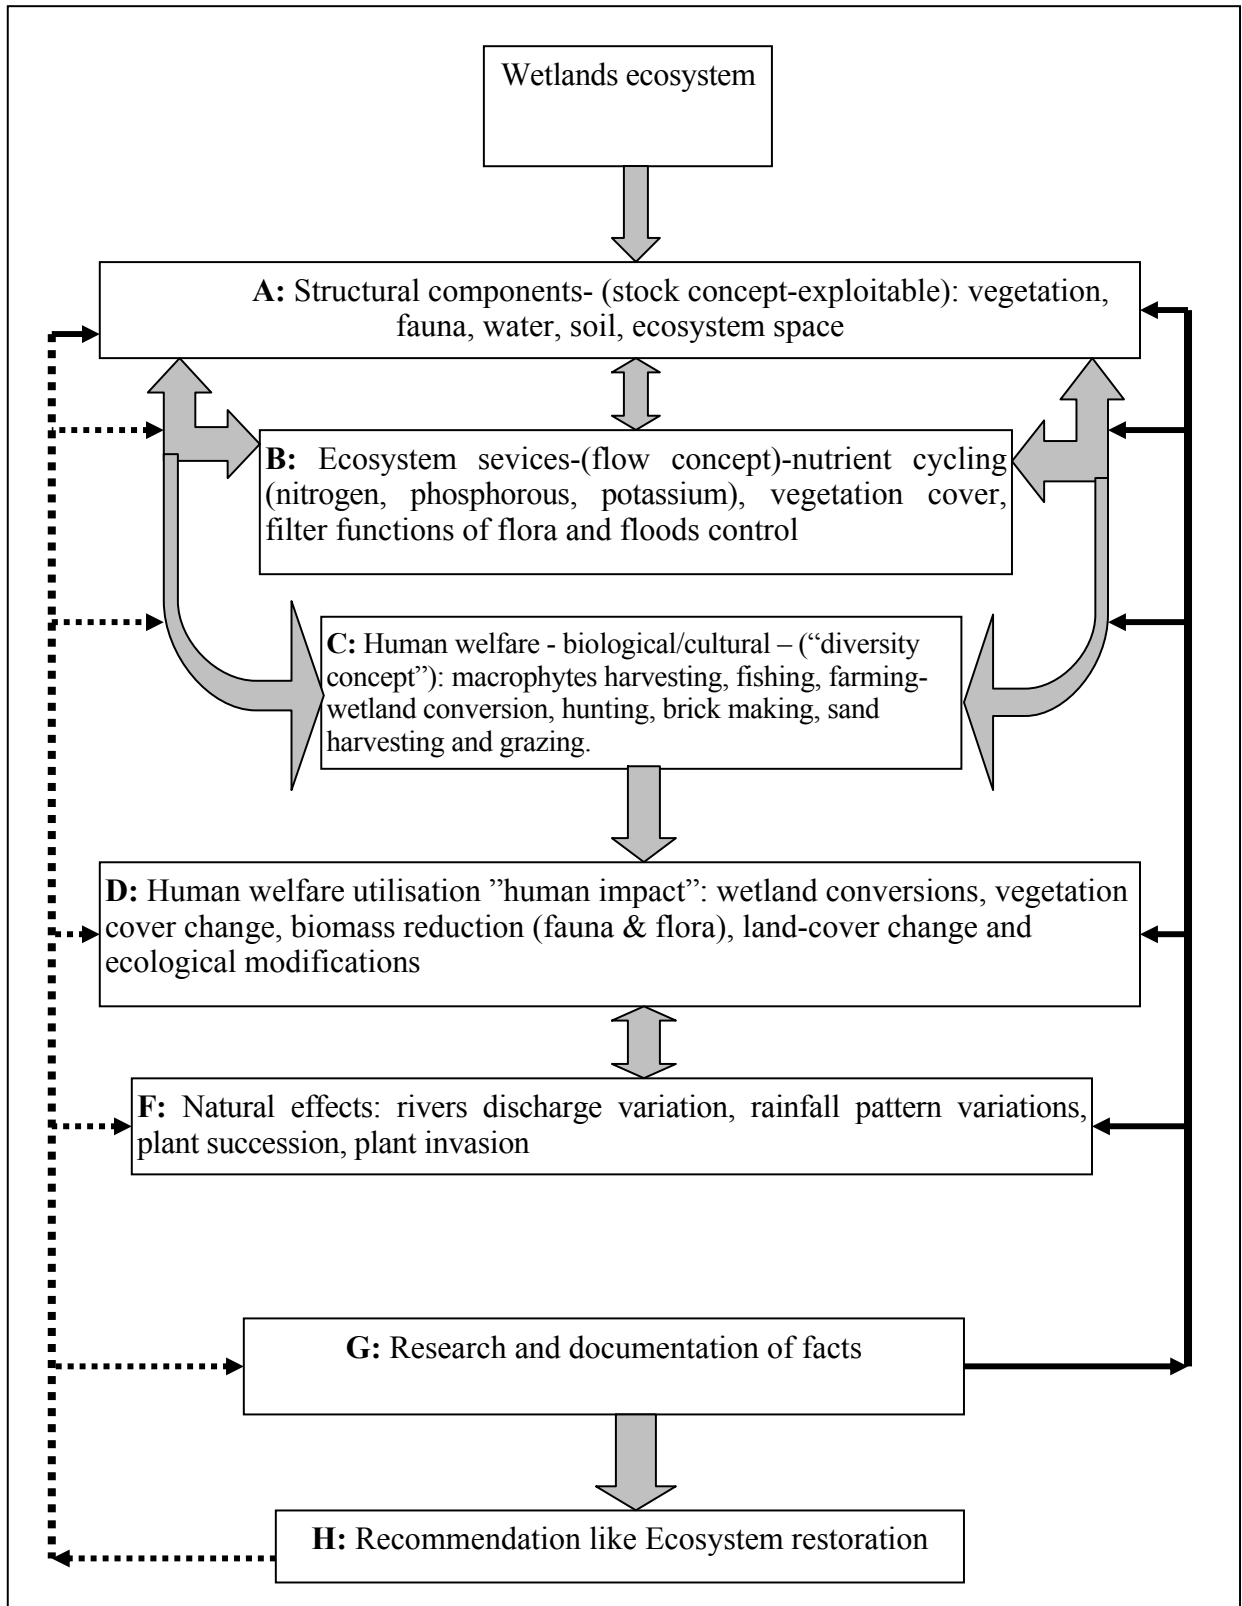 Wetlands ecosystem
A: Structural components- (stock concept-exploitable): vegetation,
fauna, water, soil, ecosystem space
B: Ecosystem sevices-(flow concept)-nutrient cycling
(nitrogen, phosphorous, potassium), vegetation cover,
filter functions of flora and floods control
C: Human welfare - biological/cultural – (“diversity
concept”): macrophytes harvesting, fishing, farming-
wetland conversion, hunting, brick making, sand
harvesting and grazing.
D: Human welfare utilisation ”human impact”: wetland conversions, vegetation
cover change, biomass reduction (fauna & flora), land-cover change and
ecological modifications
F: Natural effects: rivers discharge variation, rainfall pattern variations,
plant succession, plant invasion
G: Research and documentation of facts
H: Recommendation like Ecosystem restoration